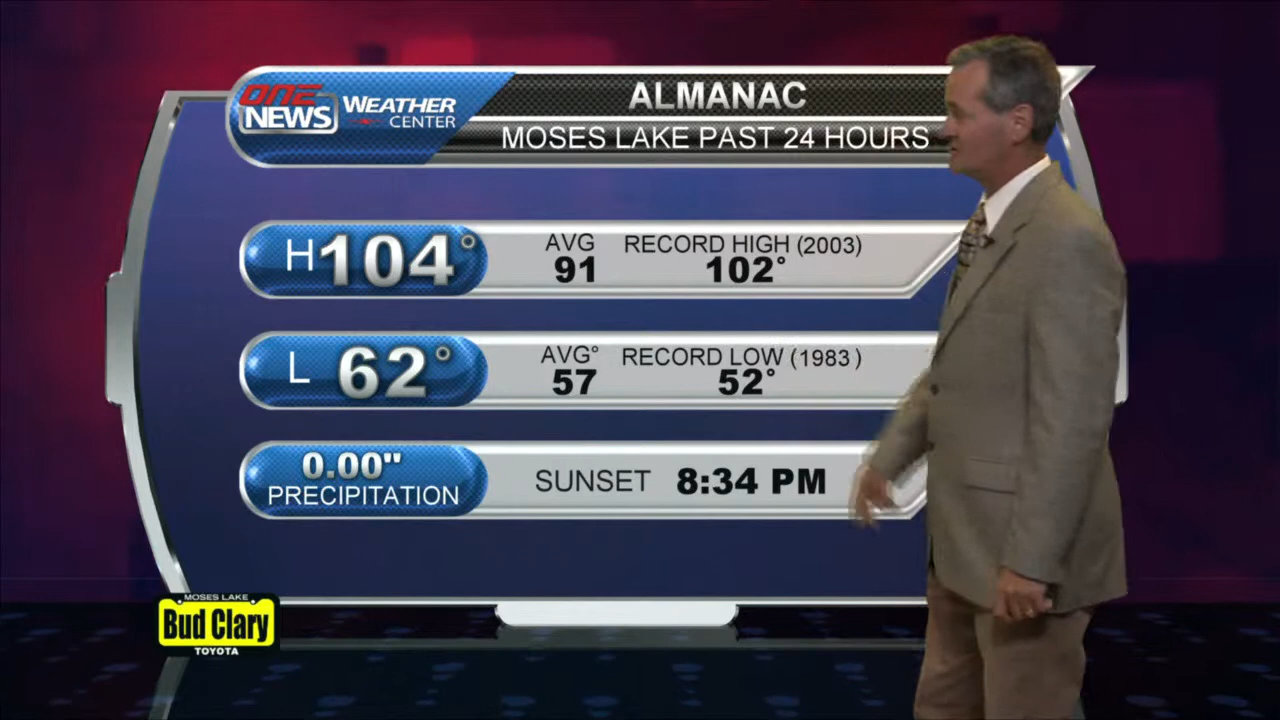 ONE
NEWS
WEATHER
CENTER
ALMANAC
MOSES LAKE PAST 24 HOURS
H 104°
AVG
91
RECORD HIGH (2003)
102°
L 62°
AVG°
57
RECORD LOW (1983)
52°
0.00"
PRECIPITATION
SUNSET 8:34 PM
MOSES LAKE
Bud Clary
TOYOTA